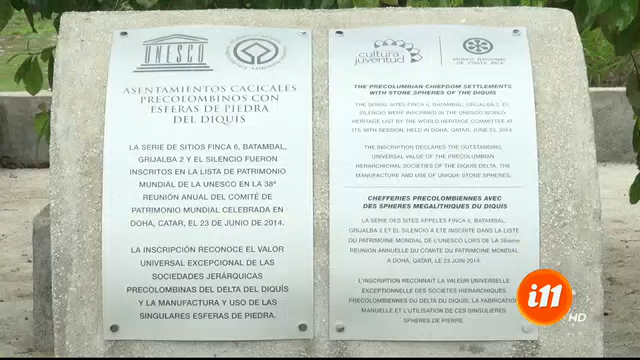 UNESCO
ASENTAMIENTOS CACICALES
PRECOLOMBINOS CON
ESFERAS DE PIEDRA
DEL DIQUÍS
LA SERIE DE SITIOS FINCA 6, BATAMBAL,
GRIJALBA 2 Y EL SILENCIO FUERON
INSCRITOS EN LA LISTA DE PATRIMONIO
MUNDIAL DE LA UNESCO EN LA 38ª
REUNIÓN ANUAL DEL COMITÉ DE
PATRIMONIO MUNDIAL CELEBRADA EN
DOHA, CATAR, EL 23 DE JUNIO DE 2014.
LA INSCRIPCIÓN RECONOCE EL VALOR
UNIVERSAL EXCEPCIONAL DE LAS
SOCIEDADES JERÁRQUICAS
PRECOLOMBINAS DEL DELTA DEL DIQUÍS
Y LA MANUFACTURA Y USO DE LAS
SINGULARES ESFERAS DE PIEDRA.
cultura
juventud
MUSEO NACIONAL
DE COSTA RICA
THE PRECOLUMBIAN CHIEFDOM SETTLEMENTS
WITH STONE SPHERES OF THE DIQUÍS
THE SERIAL SITES FINCA 6, BATAMBAL, GRIJALBA 2, EL
SILENCIO WERE INSCRIBED IN THE UNESCO WORLD
HERITAGE LIST BY THE WORLD HERITAGE COMMITTEE AT
ITS 38TH SESSION, HELD IN DOHA, QATAR, JUNE 23, 2014.
THE INSCRIPTION DECLARES THE OUTSTANDING
UNIVERSAL VALUE OF THE PRECOLUMBIAN
HIERARCHICAL SOCIETIES OF THE DIQUÍS DELTA, THE
MANUFACTURE AND USE OF UNIQUE STONE SPHERES.
CHEFFERIES PRÉCOLOMBIENNES AVEC
DES SPHERES MEGALITHIQUES DU DIQUÍS
LA SERIE DES SITES APPELES FINCA 6, BATAMBAL,
GRIJALBA 2 ET EL SILENCIO A ETE INSCRITE DANS LA LISTE
DU PATRIMOINE MONDIAL DE L'UNESCO LORS DE LA 38ème
REUNION ANNUELLE DU COMITE DU PATRIMOINE MONDIAL
A DOHA, QATAR, LE 23 JUIN 2014.
L'INSCRIPTION RECONNAIT LA VALEUR UNIVERSELLE
EXCEPTIONNELLE DES SOCIETES HIERARCHIQUES
PRECOLOMBIENNES DU DELTA DU DIQUÍS, LA FABRICATION
MANUELLE ET L'UTILISATION DE CES SINGULIERES
SPHERES DE PIERRE.
i11
HD